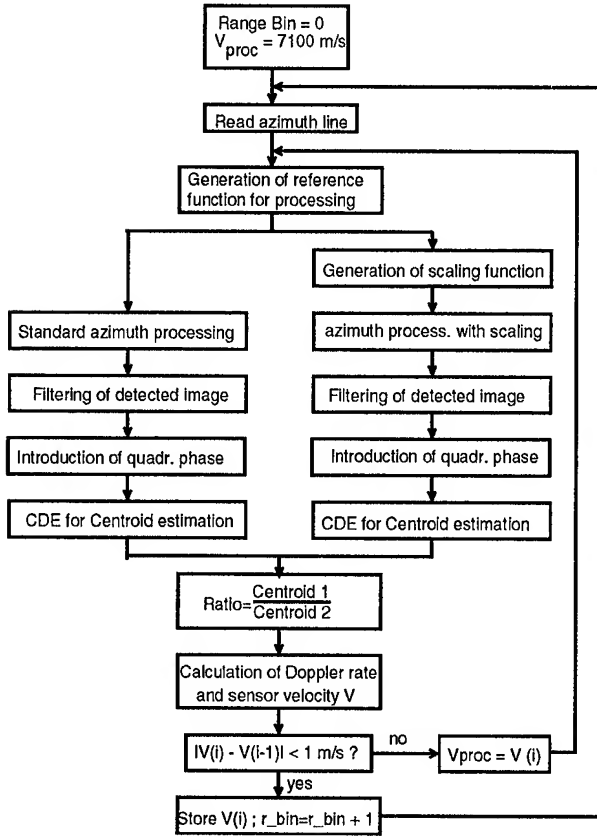 Range Bin = 0
Vproc = 7100 m/s
Read azimuth line
Generation of reference
function for processing
Generation of scaling function
Standard azimuth processing
azimuth process. with scaling
Filtering of detected image
Filtering of detected image
Introduction of quadr. phase
Introduction of quadr. phase
CDE for Centroid estimation
CDE for Centroid estimation
Ratio= Centroid 1
Centroid 2
Calculation of Doppler rate
and sensor velocity V
|V(i) - V(i-1)| < 1 m/s ?
no
Vproc = V (i)
yes
Store V(i) ; r_bin=r_bin + 1